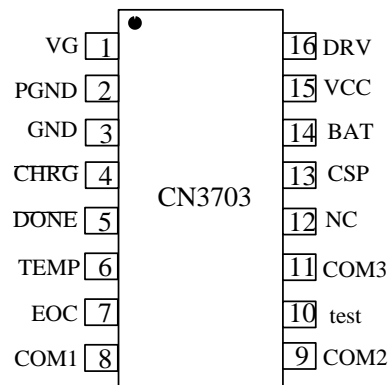 VG 1 16 DRV
PGND 2 15 VCC
GND 3 14 BAT
CHRG 4 13 CSP
CN3703
DONE 5 12 NC
TEMP 6 11 COM3
EOC 7 10 test
COM1 8 9 COM2